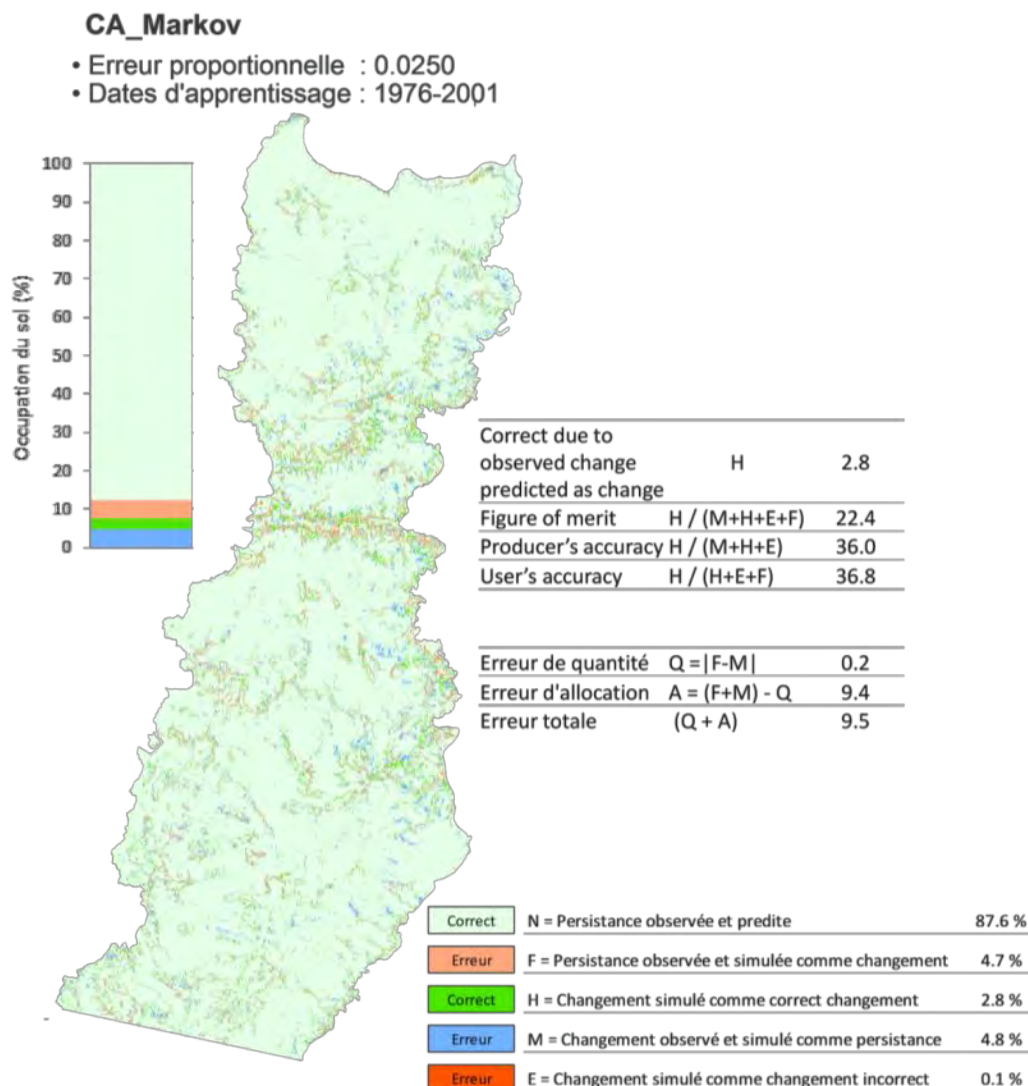 CA_Markov
• Erreur proportionnelle : 0.0250
• Dates d'apprentissage : 1976-2001
Occupation du sol (%)
100
90
80
70
60
50
40
30
20
10
0
Correct due to
observed change H 2.8
predicted as change
Figure of merit H / (M+H+E+F) 22.4
Producer's accuracy H / (M+H+E) 36.0
User's accuracy H / (H+E+F) 36.8
Erreur de quantité Q =|F-M| 0.2
Erreur d'allocation A = (F+M) - Q 9.4
Erreur totale (Q + A) 9.5
Correct N = Persistance observée et predite 87.6 %
Erreur F = Persistance observée et simulée comme changement 4.7 %
Correct H = Changement simulé comme correct changement 2.8 %
Erreur M = Changement observé et simulé comme persistance 4.8 %
Erreur E = Changement simulé comme changement incorrect 0.1 %